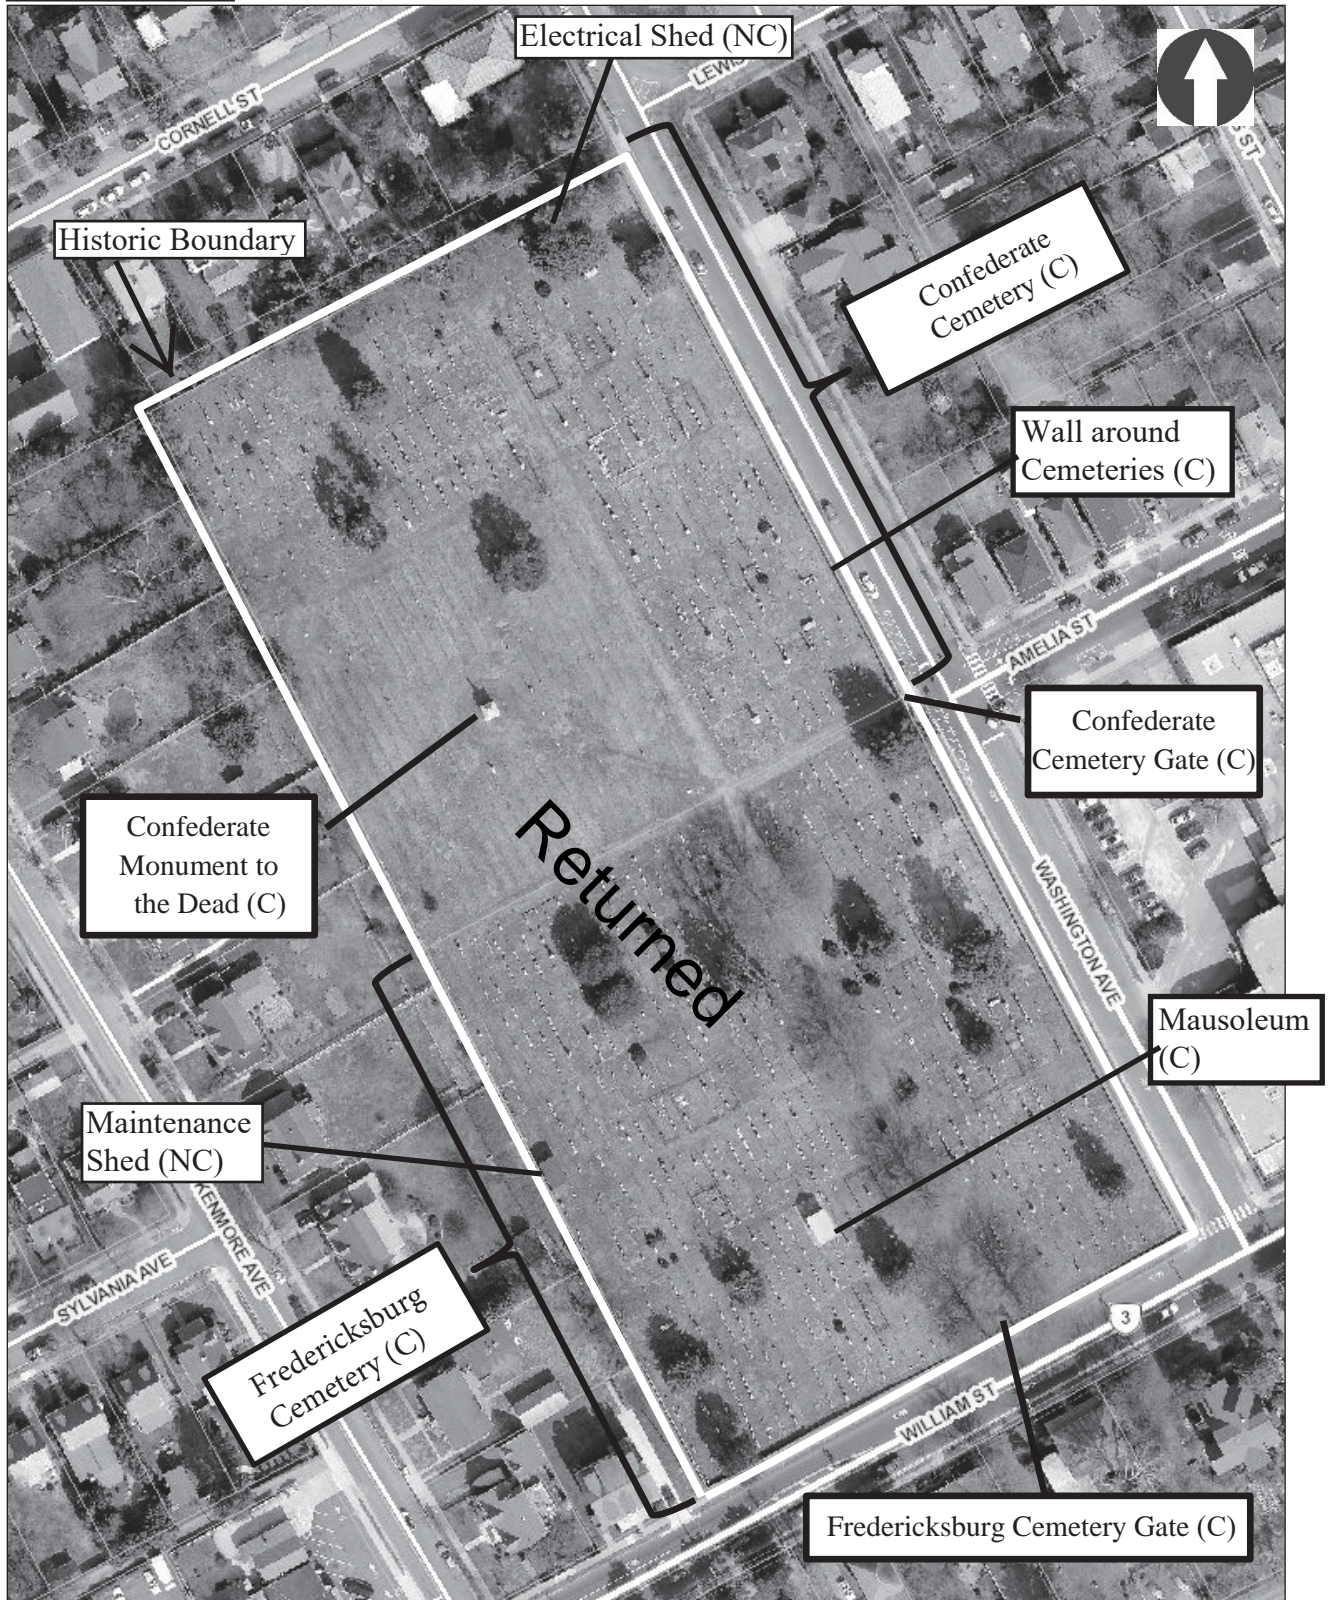 Electrical Shed (NC)
LEWIS
CORNELL ST
ST
Historic Boundary
Confederate
Cemetery (C)
Wall around
Cemeteries (C)
AMELIA ST
Confederate
Cemetery Gate (C)
Confederate
Monument to
the Dead (C)
Returned
WASHINGTON AVE
Mausoleum
(C)
Maintenance
Shed (NC)
KENMORE AVE
SYLVANIA AVE
Fredericksburg
Cemetery (C)
3
WILLIAM ST
Fredericksburg Cemetery Gate (C)